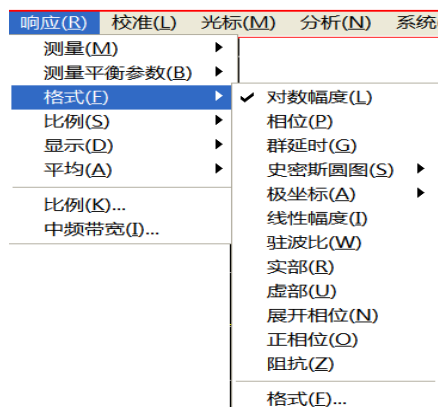 响应(R) 校准(L) 光标(M) 分析(N) 系统
测量(M)
测量平衡参数(B)
格式(F)
比例(S)
显示(D)
平均(A)
比例(K)...
中频带宽(I)...
对数幅度(L)
相位(P)
群延时(G)
史密斯圆图(S)
极坐标(A)
线性幅度(I)
驻波比(W)
实部(R)
虚部(U)
展开相位(N)
正相位(O)
阻抗(Z)
格式(F)...